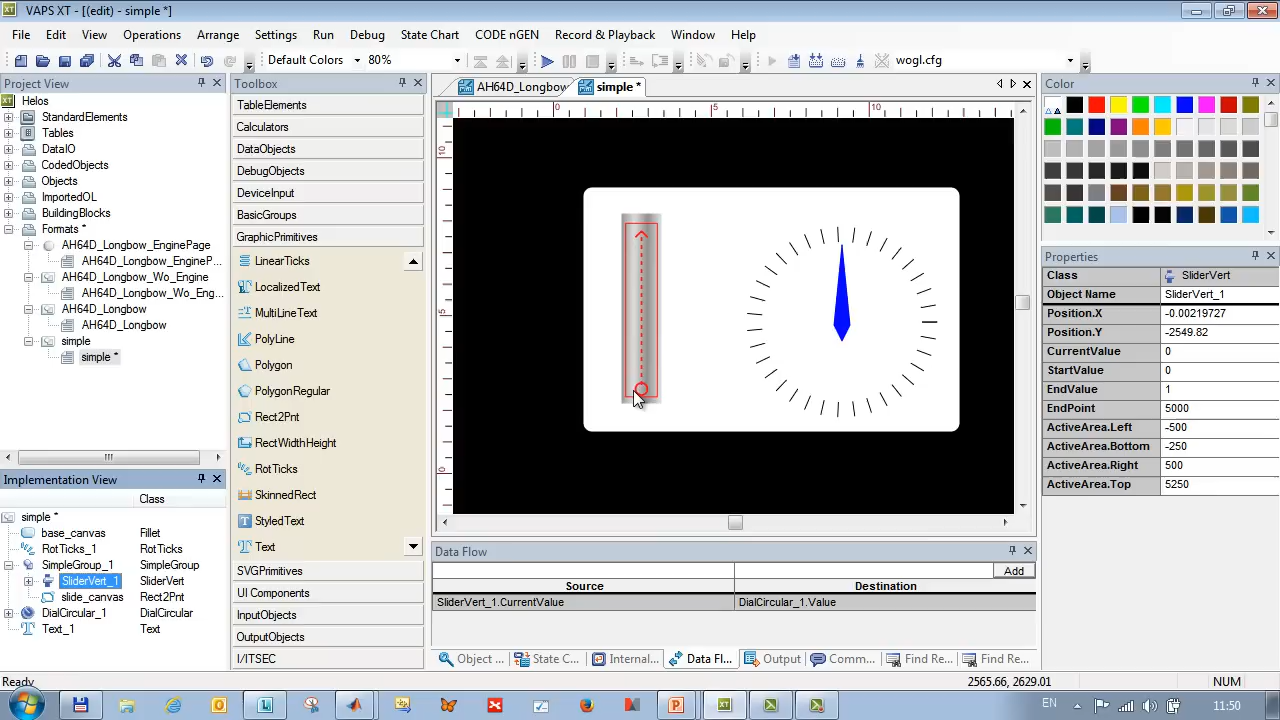 VAPS XT - [(edit) - simple *]
File Edit View Operations Arrange Settings Run Debug State Chart CODE nGEN Record & Playback Window Help
Default Colors 80% wogl.cfg
Project View
Helos
StandardElements
Tables
DataIO
CodedObjects
Objects
ImportedOL
BuildingBlocks
Formats *
AH64D_Longbow_EnginePage
AH64D_Longbow_EngineP...
AH64D_Longbow_Wo_Engine
AH64D_Longbow_Wo_Eng...
AH64D_Longbow
AH64D_Longbow
simple
simple *
Implementation View
Class
simple *
base_canvas Fillet
RotTicks_1 RotTicks
SimpleGroup_1 SimpleGroup
SliderVert_1 SliderVert
slide_canvas Rect2Pnt
DialCircular_1 DialCircular
Text_1 Text
Toolbox
TableElements
Calculators
DataObjects
DebugObjects
DeviceInput
BasicGroups
GraphicPrimitives
LinearTicks
LocalizedText
MultiLineText
PolyLine
Polygon
PolygonRegular
Rect2Pnt
RectWidthHeight
RotTicks
SkinnedRect
StyledText
Text
SVGPrimitives
UI Components
InputObjects
OutputObjects
I/ITSEC
AH64D_Longbow simple *
0 5 10
10
5
0
Data Flow
Add
Source Destination
SliderVert_1.CurrentValue DialCircular_1.Value
Object ... State C... Internal... Data Fl... Output Comm... Find Re... Find Re...
Color
Properties
Class SliderVert
Object Name SliderVert_1
Position.X -0.00219727
Position.Y -2549.82
CurrentValue 0
StartValue 0
EndValue 1
EndPoint 5000
ActiveArea.Left -500
ActiveArea.Bottom -250
ActiveArea.Right 500
ActiveArea.Top 5250
Ready 2565.66, 2629.01 NUM
EN 11:50